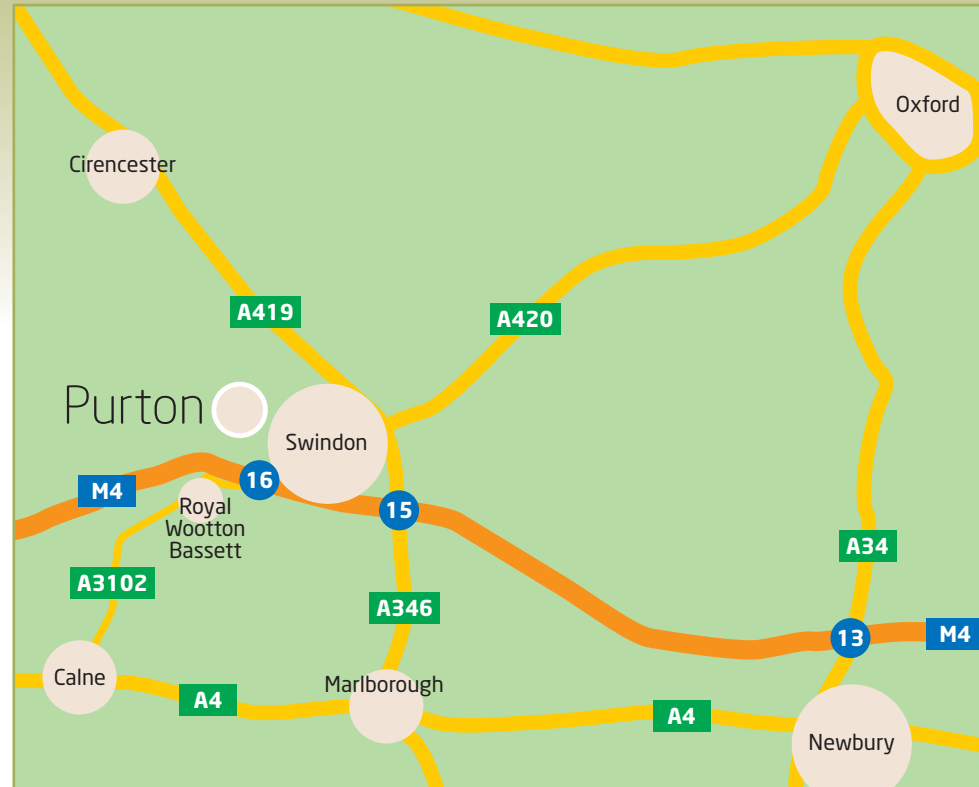 Oxford
Cirencester
A419
A420
Purton
Swindon
16
M4
Royal
Wootton
Bassett
15
A34
A3102
A346
13
M4
Calne
Marlborough
A4
A4
Newbury